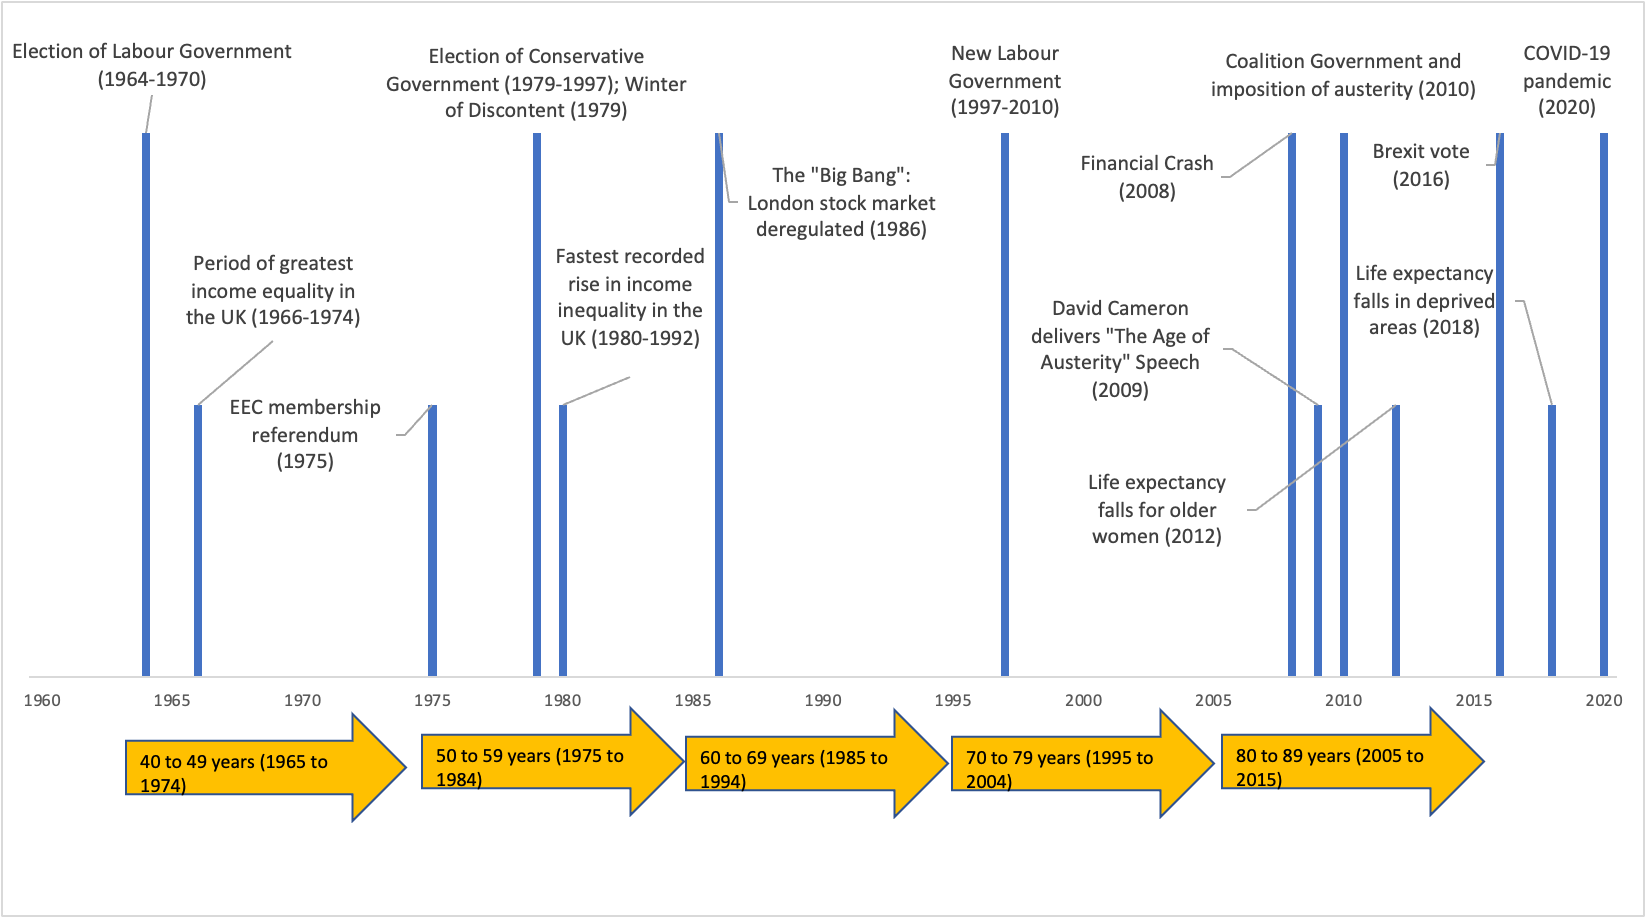 Election of Labour Government
(1964-1970)
Election of Conservative
Government (1979-1997); Winter
of Discontent (1979)
New Labour
Government
(1997-2010)
Coalition Government and
imposition of austerity (2010)
COVID-19
pandemic
(2020)
Financial Crash
(2008)
Brexit vote
(2016)
The "Big Bang":
London stock market
deregulated (1986)
Period of greatest
income equality in
the UK (1966-1974)
Fastest recorded
rise in income
inequality in the
UK (1980-1992)
Life expectancy
falls in deprived
areas (2018)
David Cameron
delivers "The Age of
Austerity" Speech
(2009)
EEC membership
referendum
(1975)
Life expectancy
falls for older
women (2012)
1960 1965 1970 1975 1980 1985 1990 1995 2000 2005 2010 2015 2020
40 to 49 years (1965 to
1974)
50 to 59 years (1975 to
1984)
60 to 69 years (1985 to
1994)
70 to 79 years (1995 to
2004)
80 to 89 years (2005 to
2015)